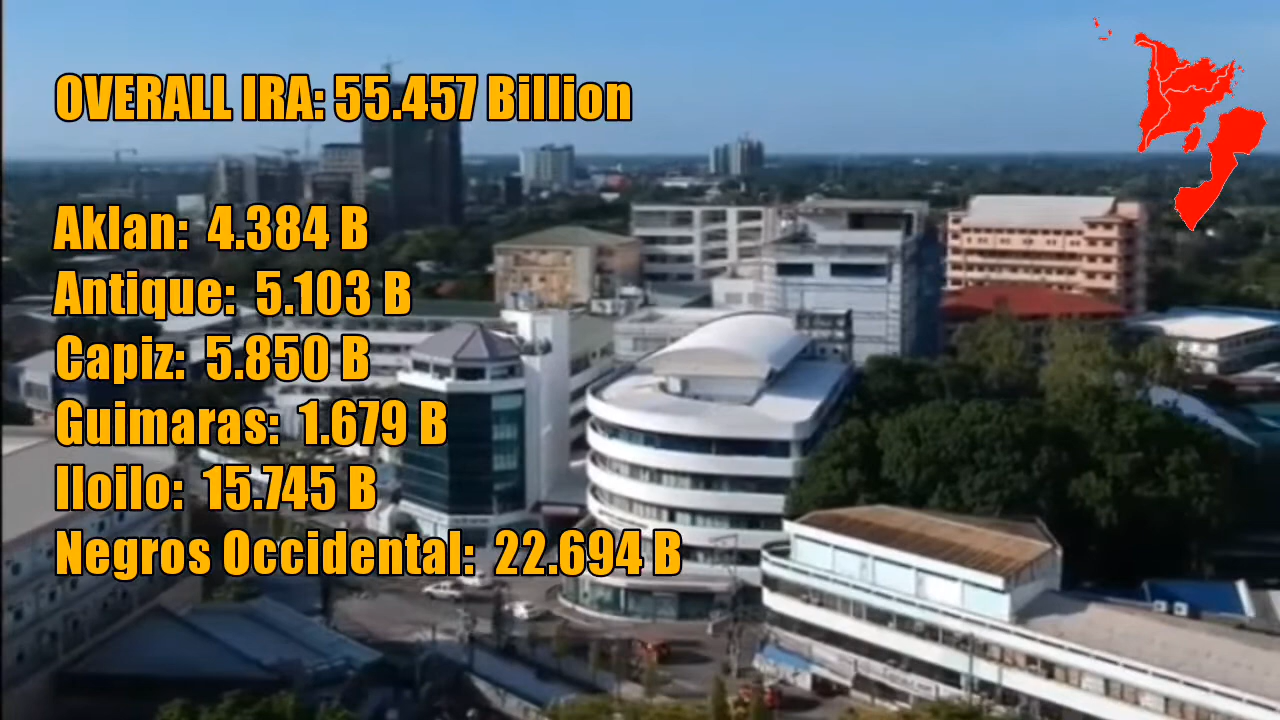 OVERALL IRA: 55.457 Billion
Aklan: 4.384 B
Antique: 5.103 B
Capiz: 5.850 B
Guimaras: 1.679 B
Iloilo: 15.745 B
Negros Occidental: 22.694 B